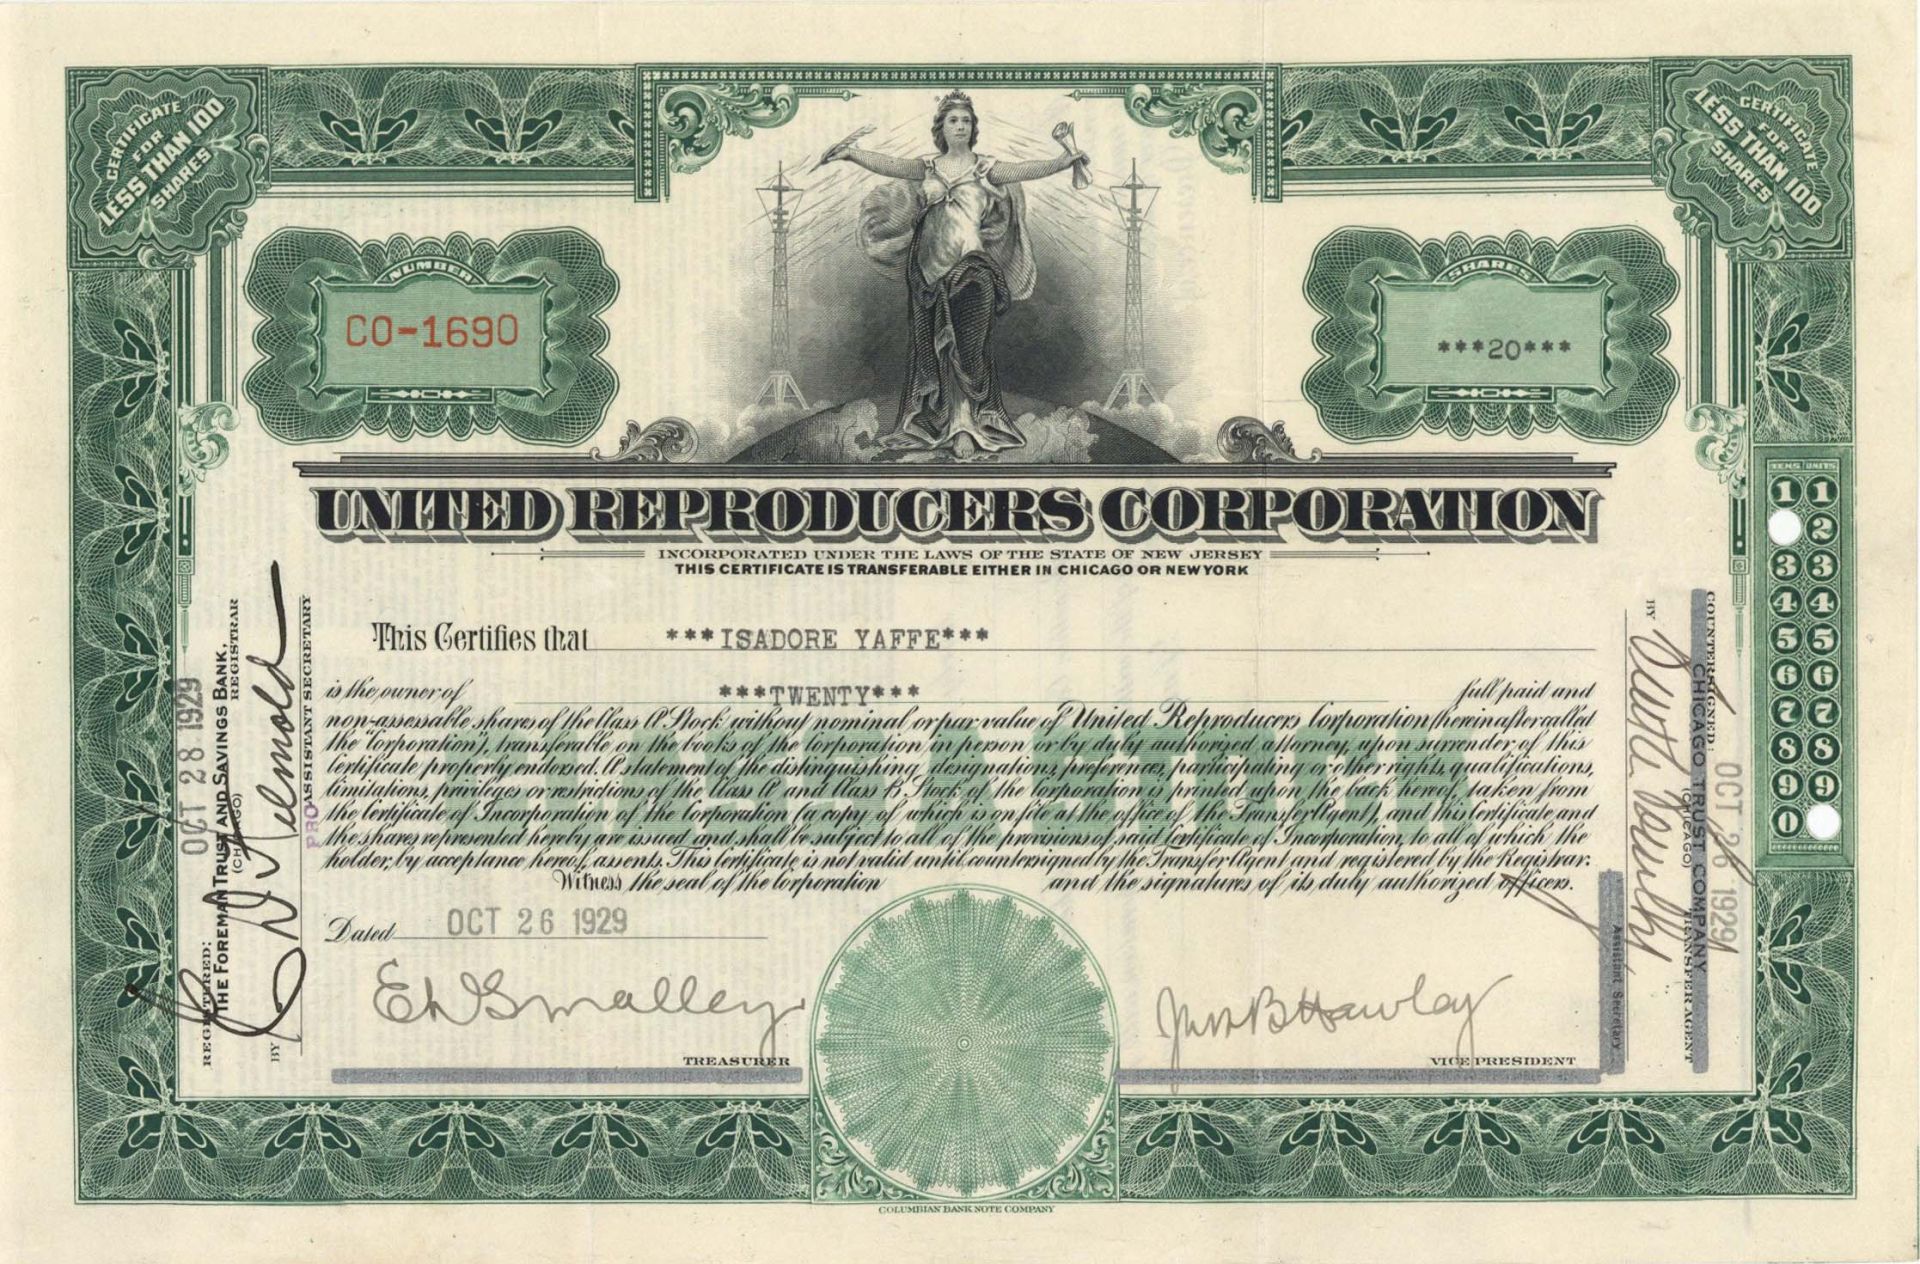 CERTIFICATE
FOR
LESS THAN 100
SHARES
CERTIFICATE
FOR
LESS THAN 100
SHARES
NUMBER
CO-1690
SHARES
***20***
UNITED REPRODUCERS CORPORATION
INCORPORATED UNDER THE LAWS OF THE STATE OF NEW JERSEY
THIS CERTIFICATE IS TRANSFERABLE EITHER IN CHICAGO OR NEW YORK
This Certifies that ***ISADORE YAFFE***
is the owner of ***TWENTY*** full paid and
non-assessable shares of the Class A Stock without nominal or par value of United Reproducers Corporation (hereinafter called
the "Corporation"), transferable on the books of the Corporation in person or by duly authorized attorney, upon surrender of this
Certificate properly endorsed. A statement of the distinguishing designations, preferences, participating or other rights, qualifications,
limitations, privileges or restrictions of the Class A and Class B Stock of the Corporation is printed upon the back hereof, taken from
the Certificate of Incorporation of the Corporation (a copy of which is on file at the office of the Transfer Agent), and this Certificate and
the shares represented hereby are issued and shall be subject to all of the provisions of said Certificate of Incorporation, to all of which the
holder, by acceptance hereof, assents. This Certificate is not valid until countersigned by the Transfer Agent and registered by the Registrar.
Witness the seal of the Corporation and the signatures of its duly authorized officers.
CLASS A STOCK
Dated OCT 26 1929
E W Smalley
TREASURER
Jno B Hawley
VICE PRESIDENT
COLUMBIAN BANK NOTE COMPANY
REGISTERED:
OCT 28 1929
THE FOREMAN TRUST AND SAVINGS BANK,
(CHICAGO)
REGISTRAR
BY
PRO ASSISTANT SECRETARY
COUNTERSIGNED:
OCT 26 1929
CHICAGO TRUST COMPANY
(CHICAGO)
TRANSFER AGENT
BY
Assistant Secretary
TENS UNITS
1 1
2
3 3
4 4
5 5
6 6
7 7
8 8
9 9
0